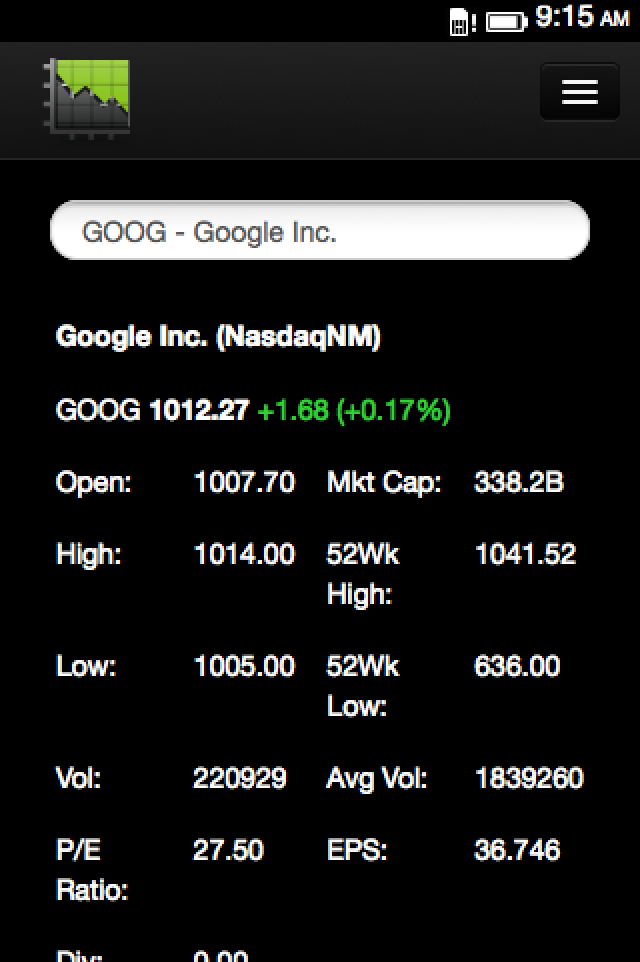 9:15 AM
GOOG - Google Inc.
Google Inc. (NasdaqNM)
GOOG 1012.27 +1.68 (+0.17%)
Open: 1007.70 Mkt Cap: 338.2B
High: 1014.00 52Wk High: 1041.52
Low: 1005.00 52Wk Low: 636.00
Vol: 220929 Avg Vol: 1839260
P/E Ratio: 27.50 EPS: 36.746
Div: 0.00